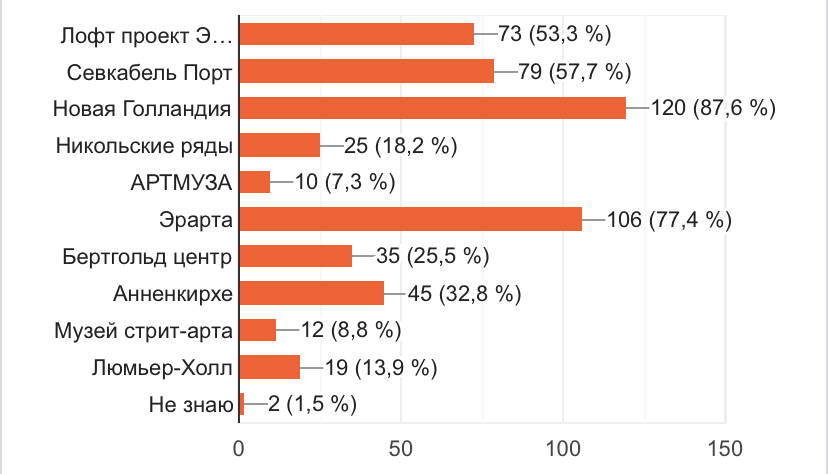 Лофт проект Э… 73 (53,3 %)
Севкабель Порт 79 (57,7 %)
Новая Голландия 120 (87,6 %)
Никольские ряды 25 (18,2 %)
АРТМУЗА 10 (7,3 %)
Эрарта 106 (77,4 %)
Бертгольд центр 35 (25,5 %)
Анненкирхе 45 (32,8 %)
Музей стрит-арта 12 (8,8 %)
Люмьер-Холл 19 (13,9 %)
Не знаю 2 (1,5 %)
0 50 100 150